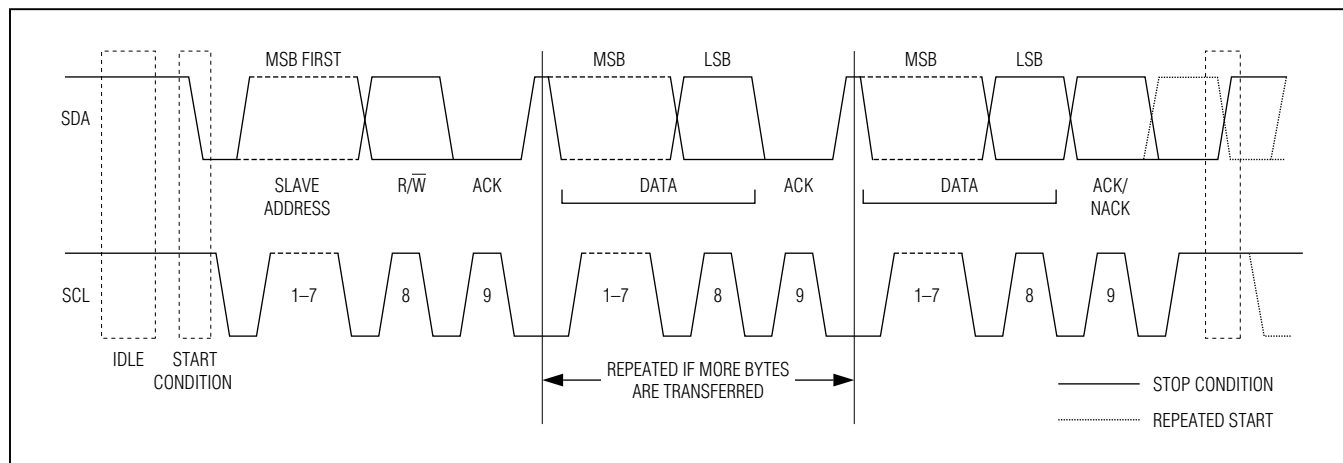 MSB FIRST
MSB
LSB
MSB
LSB
SDA
SLAVE
ADDRESS
R/W̅
ACK
DATA
ACK
DATA
ACK/
NACK
SCL
1–7
8
9
1–7
8
9
1–7
8
9
IDLE
START
CONDITION
REPEATED IF MORE BYTES
ARE TRANSFERRED
STOP CONDITION
REPEATED START